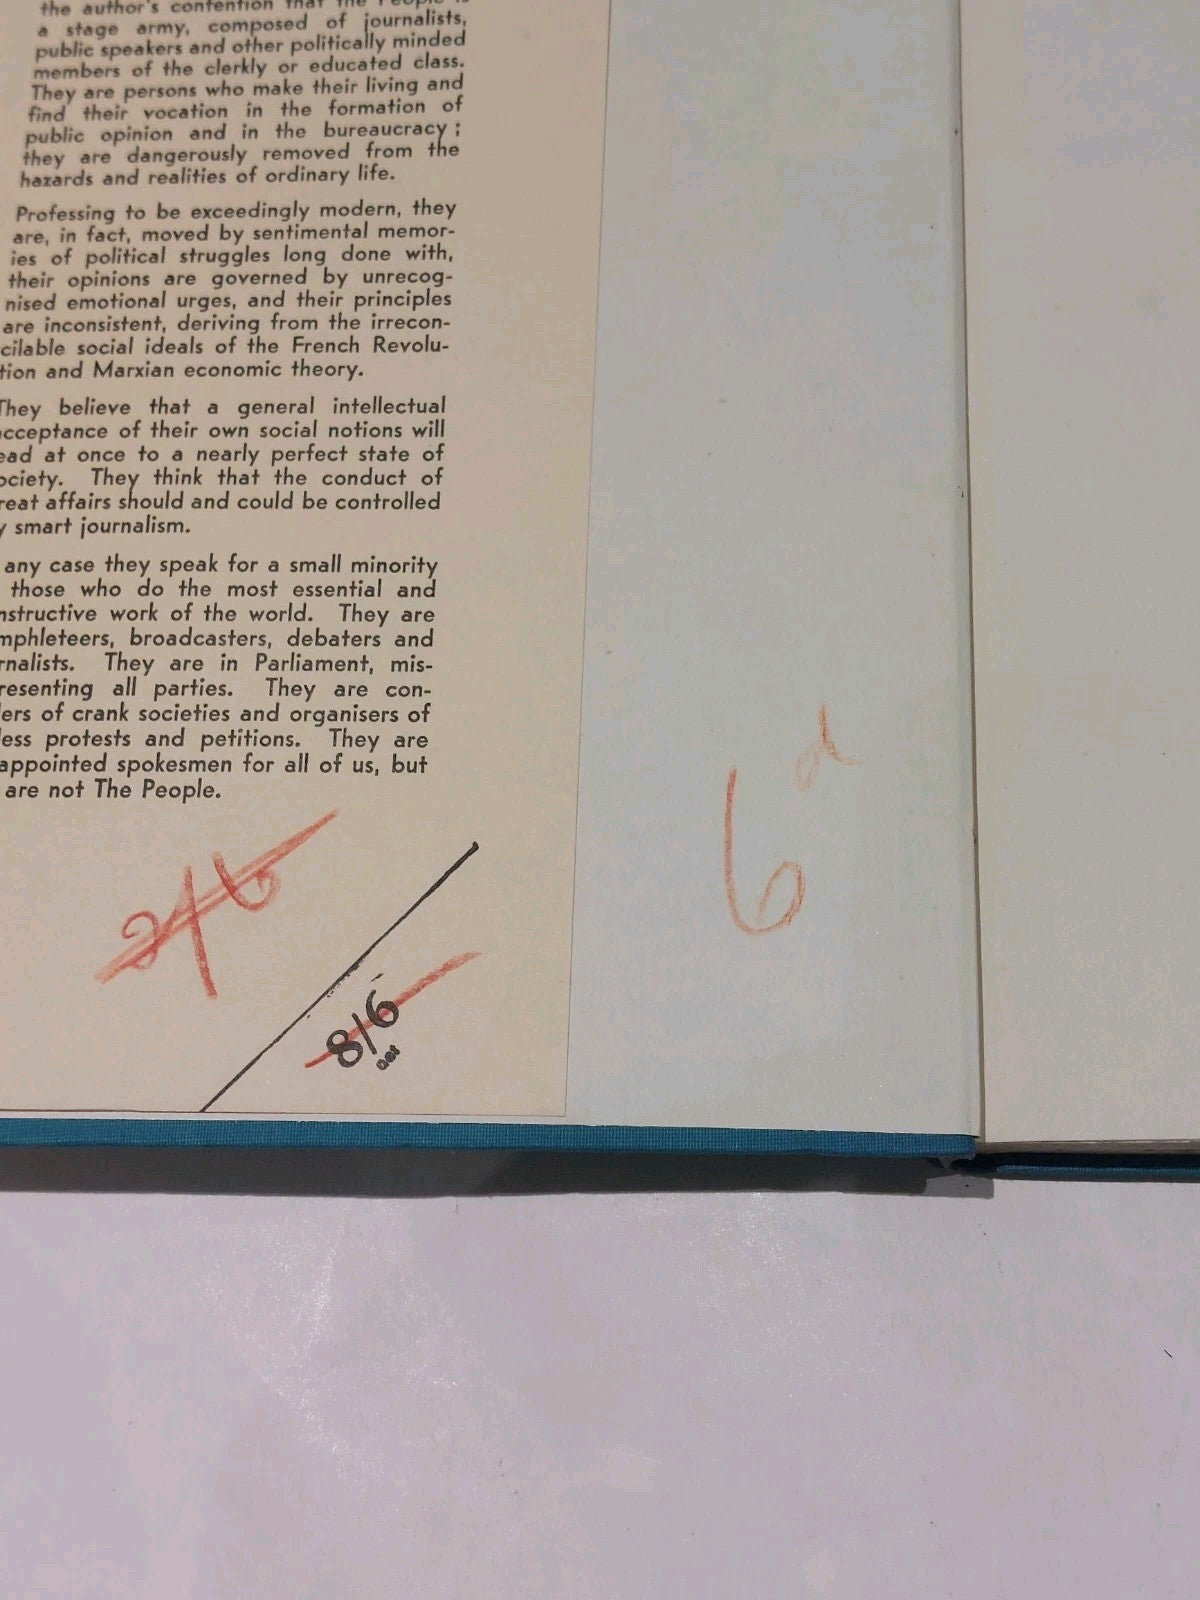 the author's contention that the People is
a stage army, composed of journalists,
public speakers and other politically minded
members of the clerkly or educated class.
They are persons who make their living and
find their vocation in the formation of
public opinion and in the bureaucracy ;
they are dangerously removed from the
hazards and realities of ordinary life.
Professing to be exceedingly modern, they
are, in fact, moved by sentimental memor-
ies of political struggles long done with,
their opinions are governed by unrecog-
nised emotional urges, and their principles
are inconsistent, deriving from the irrecon-
cilable social ideals of the French Revolu-
tion and Marxian economic theory.
They believe that a general intellectual
acceptance of their own social notions will
ead at once to a nearly perfect state of
ociety. They think that the conduct of
reat affairs should and could be controlled
y smart journalism.
any case they speak for a small minority
those who do the most essential and
nstructive work of the world. They are
mphleteers, broadcasters, debaters and
rnalists. They are in Parliament, mis-
resenting all parties. They are con-
ers of crank societies and organisers of
less protests and petitions. They are
appointed spokesmen for all of us, but
are not The People.
2/6
8/6
net
6d